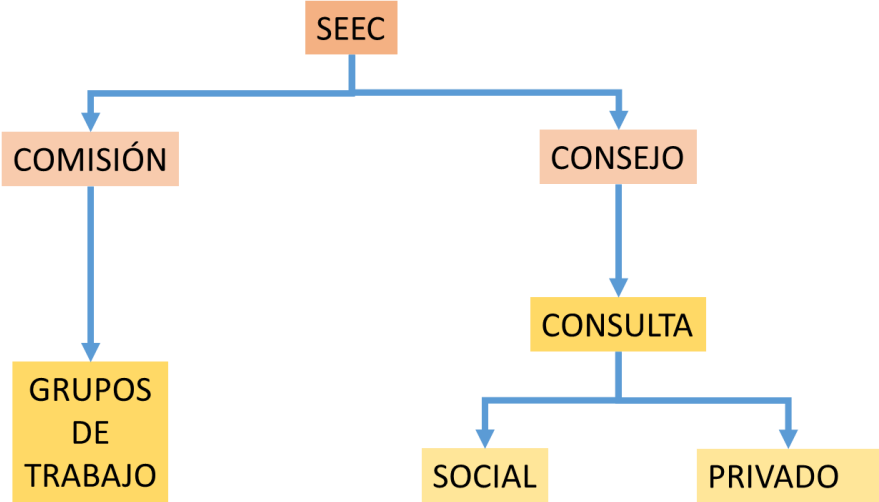 SEEC
COMISIÓN
CONSEJO
CONSULTA
GRUPOS
DE
TRABAJO
SOCIAL
PRIVADO